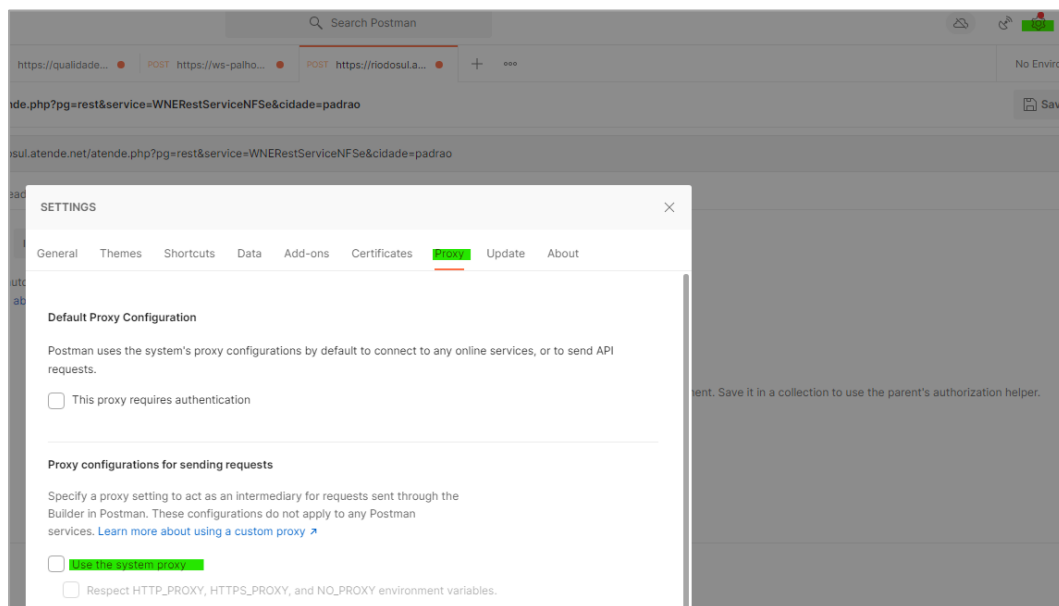 Search Postman
https://qualidade...
POST https://ws-palho...
POST https://riodosul.a...
No Enviro
nde.php?pg=rest&service=WNERestServiceNFSe&cidade=padrao
Sav
osul.atende.net/atende.php?pg=rest&service=WNERestServiceNFSe&cidade=padrao
ead
SETTINGS
General Themes Shortcuts Data Add-ons Certificates Proxy Update About
auto
ab
Default Proxy Configuration
Postman uses the system's proxy configurations by default to connect to any online services, or to send API
requests.
This proxy requires authentication
ent. Save it in a collection to use the parent's authorization helper.
Proxy configurations for sending requests
Specify a proxy setting to act as an intermediary for requests sent through the
Builder in Postman. These configurations do not apply to any Postman
services. Learn more about using a custom proxy ↗
Use the system proxy
Respect HTTP_PROXY, HTTPS_PROXY, and NO_PROXY environment variables.